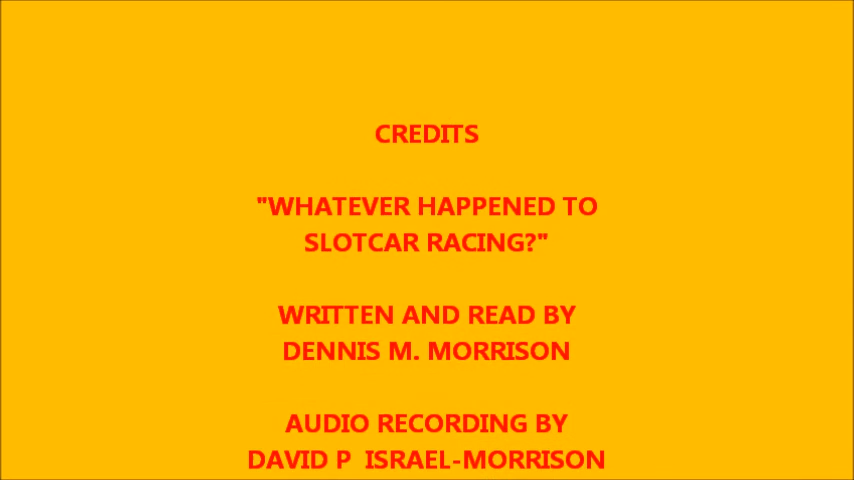 CREDITS
"WHATEVER HAPPENED TO
SLOTCAR RACING?"
WRITTEN AND READ BY
DENNIS M. MORRISON
AUDIO RECORDING BY
DAVID P  ISRAEL-MORRISON